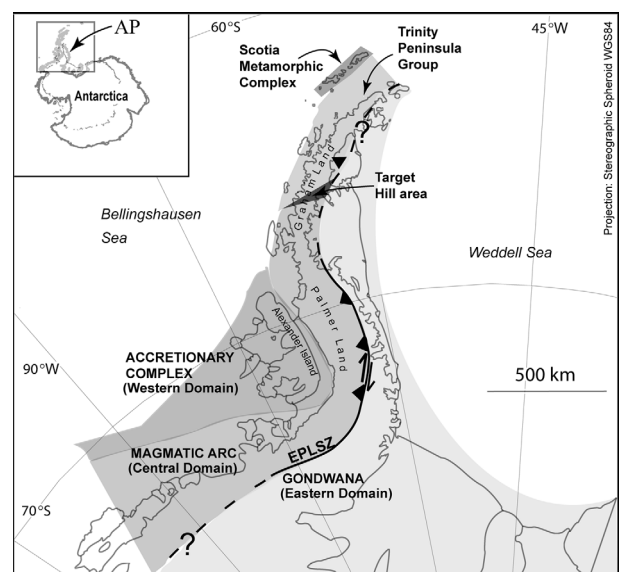 AP
Antarctica
60°S
45°W
Projection: Stereographic Spheroid WGS84
Scotia
Metamorphic
Complex
Trinity
Peninsula
Group
?
Graham Land
Target
Hill area
Bellingshausen
Sea
Weddell Sea
Palmer Land
Alexander Island
ACCRETIONARY
COMPLEX
(Western Domain)
90°W
500 km
MAGMATIC ARC
(Central Domain)
EPLSZ
GONDWANA
(Eastern Domain)
70°S
?